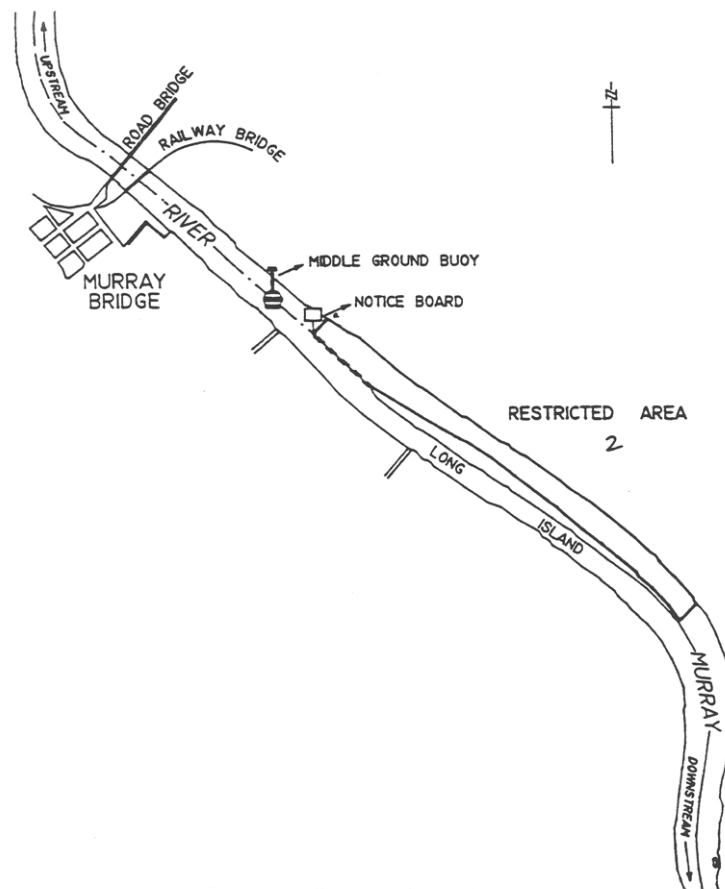 UPSTREAM
ROAD BRIDGE
RAILWAY BRIDGE
N
RIVER
MIDDLE GROUND BUOY
MURRAY
BRIDGE
NOTICE BOARD
RESTRICTED AREA
2
LONG
ISLAND
MURRAY
DOWNSTREAM